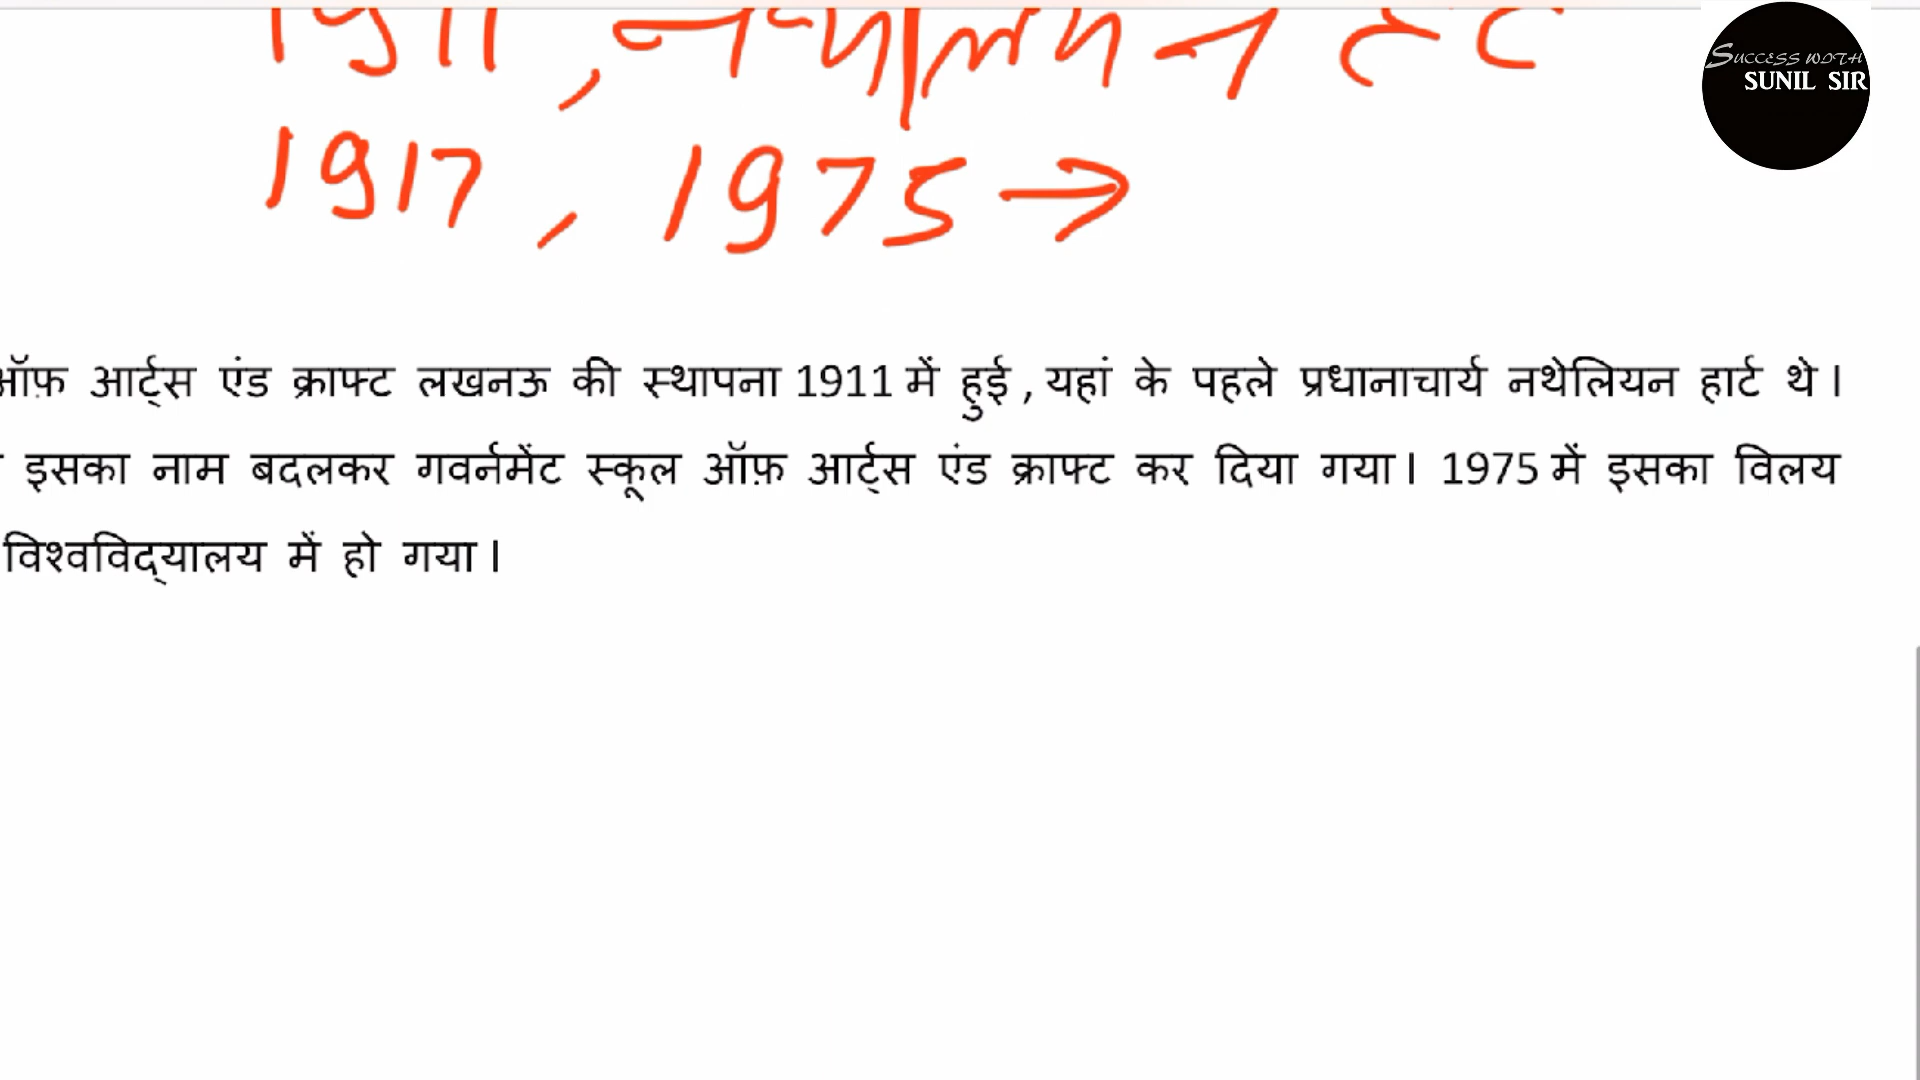 1911, नथालियन हर्ट
SUCCESS WITH
SUNIL SIR
1917, 1975 →
ऑफ़ आर्ट्स एंड क्राफ्ट लखनऊ की स्थापना 1911 में हुई , यहां के पहले प्रधानाचार्य नथेलियन हार्ट थे ।
इसका नाम बदलकर गवर्नमेंट स्कूल ऑफ़ आर्ट्स एंड क्राफ्ट कर दिया गया । 1975 में इसका विलय
विश्वविद्यालय में हो गया ।